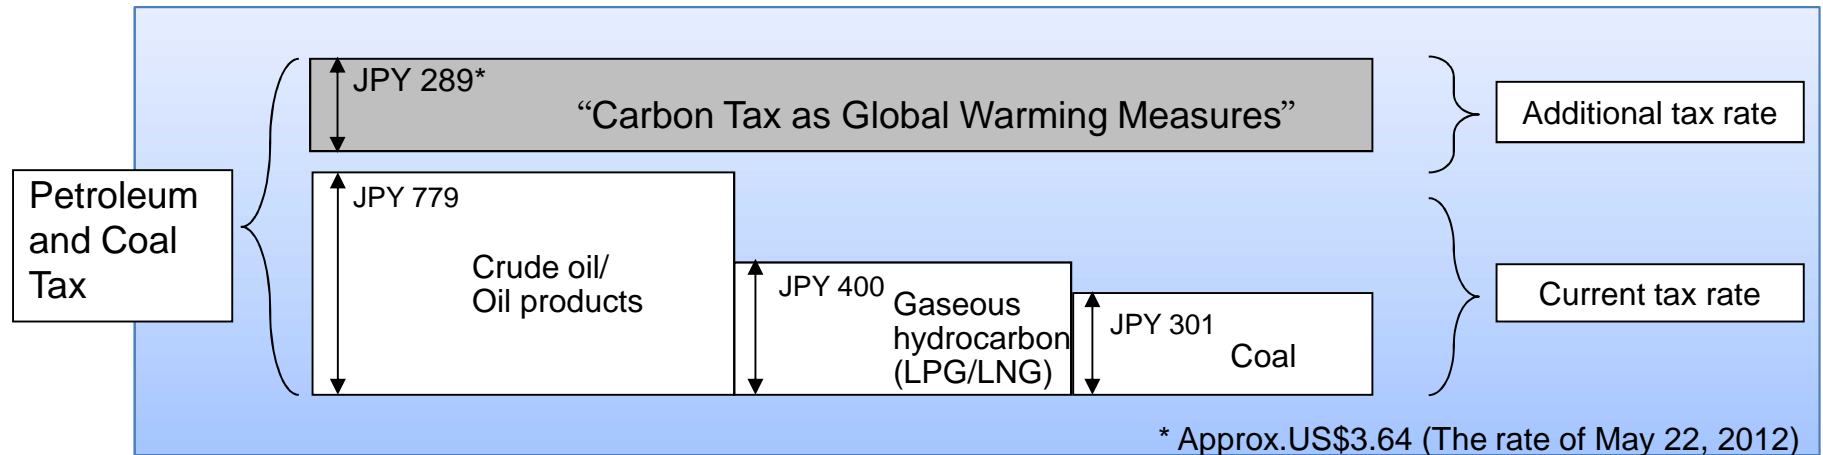 JPY 289*
“Carbon Tax as Global Warming Measures”
Additional tax rate
Petroleum
and Coal
Tax
JPY 779
Crude oil/
Oil products
JPY 400
Gaseous
hydrocarbon
(LPG/LNG)
JPY 301
Coal
Current tax rate
* Approx.US$3.64 (The rate of May 22, 2012)